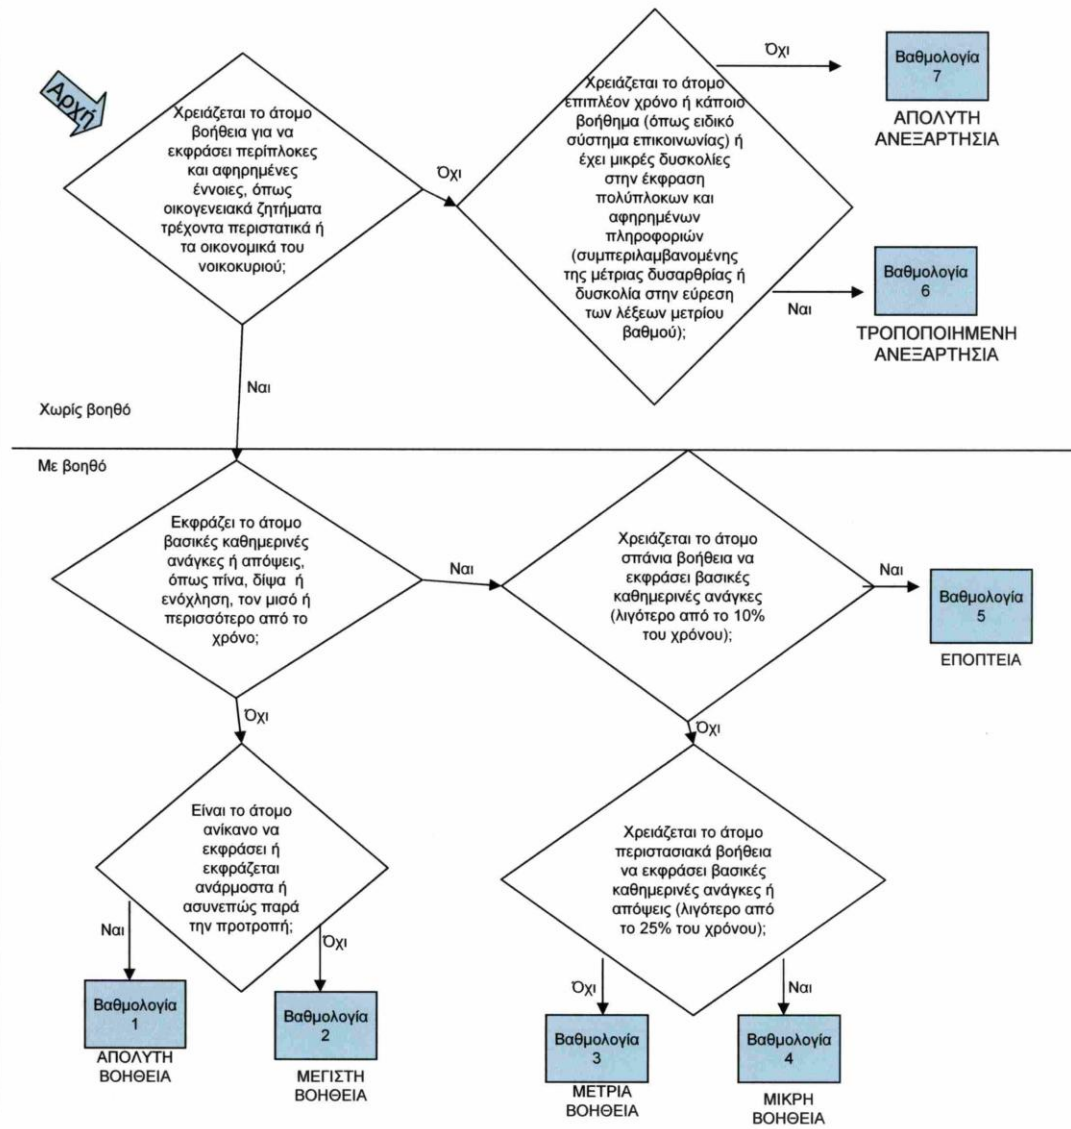 Αρχή
Χρειάζεται το άτομο
βοήθεια για να
εκφράσει περίπλοκες
και αφηρημένες
έννοιες, όπως
οικογενειακά ζητήματα
τρέχοντα περιστατικά ή
τα οικονομικά του
νοικοκυριού;
Όχι
Χρειάζεται το άτομο
επιπλέον χρόνο ή κάποιο
βοήθημα (όπως ειδικό
σύστημα επικοινωνίας) ή
έχει μικρές δυσκολίες
στην έκφραση
πολύπλοκων και
αφηρημένων
πληροφοριών
(συμπεριλαμβανομένης
της μέτριας δυσαρθρίας ή
δυσκολία στην εύρεση
των λέξεων μετρίου
βαθμού);
Όχι
Βαθμολογία
7
ΑΠΟΛΥΤΗ
ΑΝΕΞΑΡΤΗΣΙΑ
Ναι
Βαθμολογία
6
ΤΡΟΠΟΠΟΙΗΜΕΝΗ
ΑΝΕΞΑΡΤΗΣΙΑ
Ναι
Χωρίς βοηθό
Με βοηθό
Εκφράζει το άτομο
βασικές καθημερινές
ανάγκες ή απόψεις,
όπως πίνα, δίψα ή
ενόχληση, τον μισό ή
περισσότερο από το
χρόνο;
Ναι
Χρειάζεται το άτομο
σπάνια βοήθεια να
εκφράσει βασικές
καθημερινές ανάγκες
(λιγότερο από το 10%
του χρόνου);
Ναι
Βαθμολογία
5
ΕΠΟΠΤΕΙΑ
Όχι
Όχι
Είναι το άτομο
ανίκανο να
εκφράσει ή
εκφράζεται
ανάρμοστα ή
ασυνεπώς παρά
την προτροπή;
Χρειάζεται το άτομο
περιστασιακά βοήθεια
να εκφράσει βασικές
καθημερινές ανάγκες ή
απόψεις (λιγότερο από
το 25% του χρόνου);
Ναι
Όχι
Όχι
Ναι
Βαθμολογία
1
ΑΠΟΛΥΤΗ
ΒΟΗΘΕΙΑ
Βαθμολογία
2
ΜΕΓΙΣΤΗ
ΒΟΗΘΕΙΑ
Βαθμολογία
3
ΜΕΤΡΙΑ
ΒΟΗΘΕΙΑ
Βαθμολογία
4
ΜΙΚΡΗ
ΒΟΗΘΕΙΑ